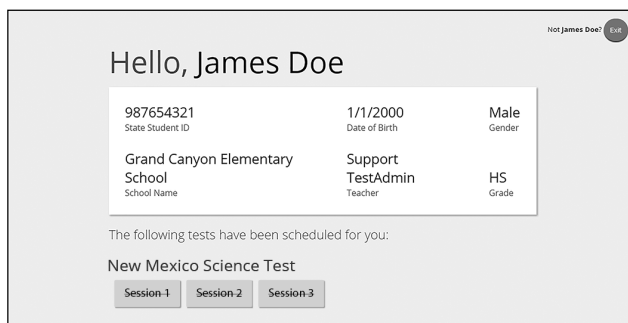 Not James Doe? Exit
Hello, James Doe
987654321 1/1/2000 Male
State Student ID Date of Birth Gender
Grand Canyon Elementary Support
School TestAdmin HS
School Name Teacher Grade
The following tests have been scheduled for you:
New Mexico Science Test
Session 1 Session 2 Session 3